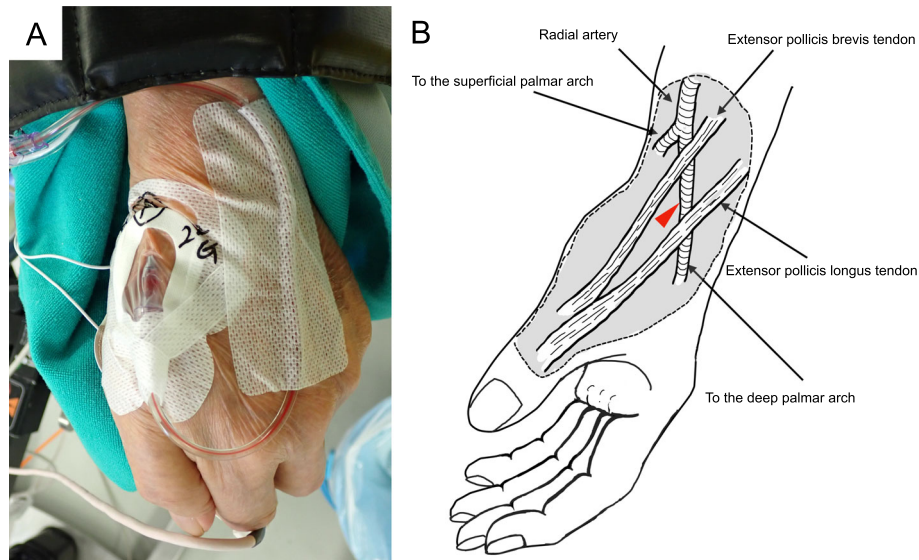 A
B
Radial artery
Extensor pollicis brevis tendon
To the superficial palmar arch
Extensor pollicis longus tendon
To the deep palmar arch